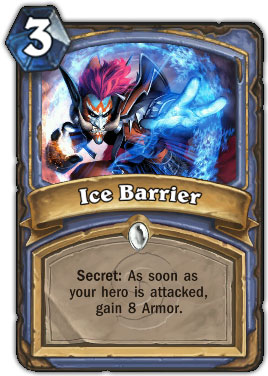 3
Ice Barrier
Secret: As soon as
your hero is attacked,
gain 8 Armor.